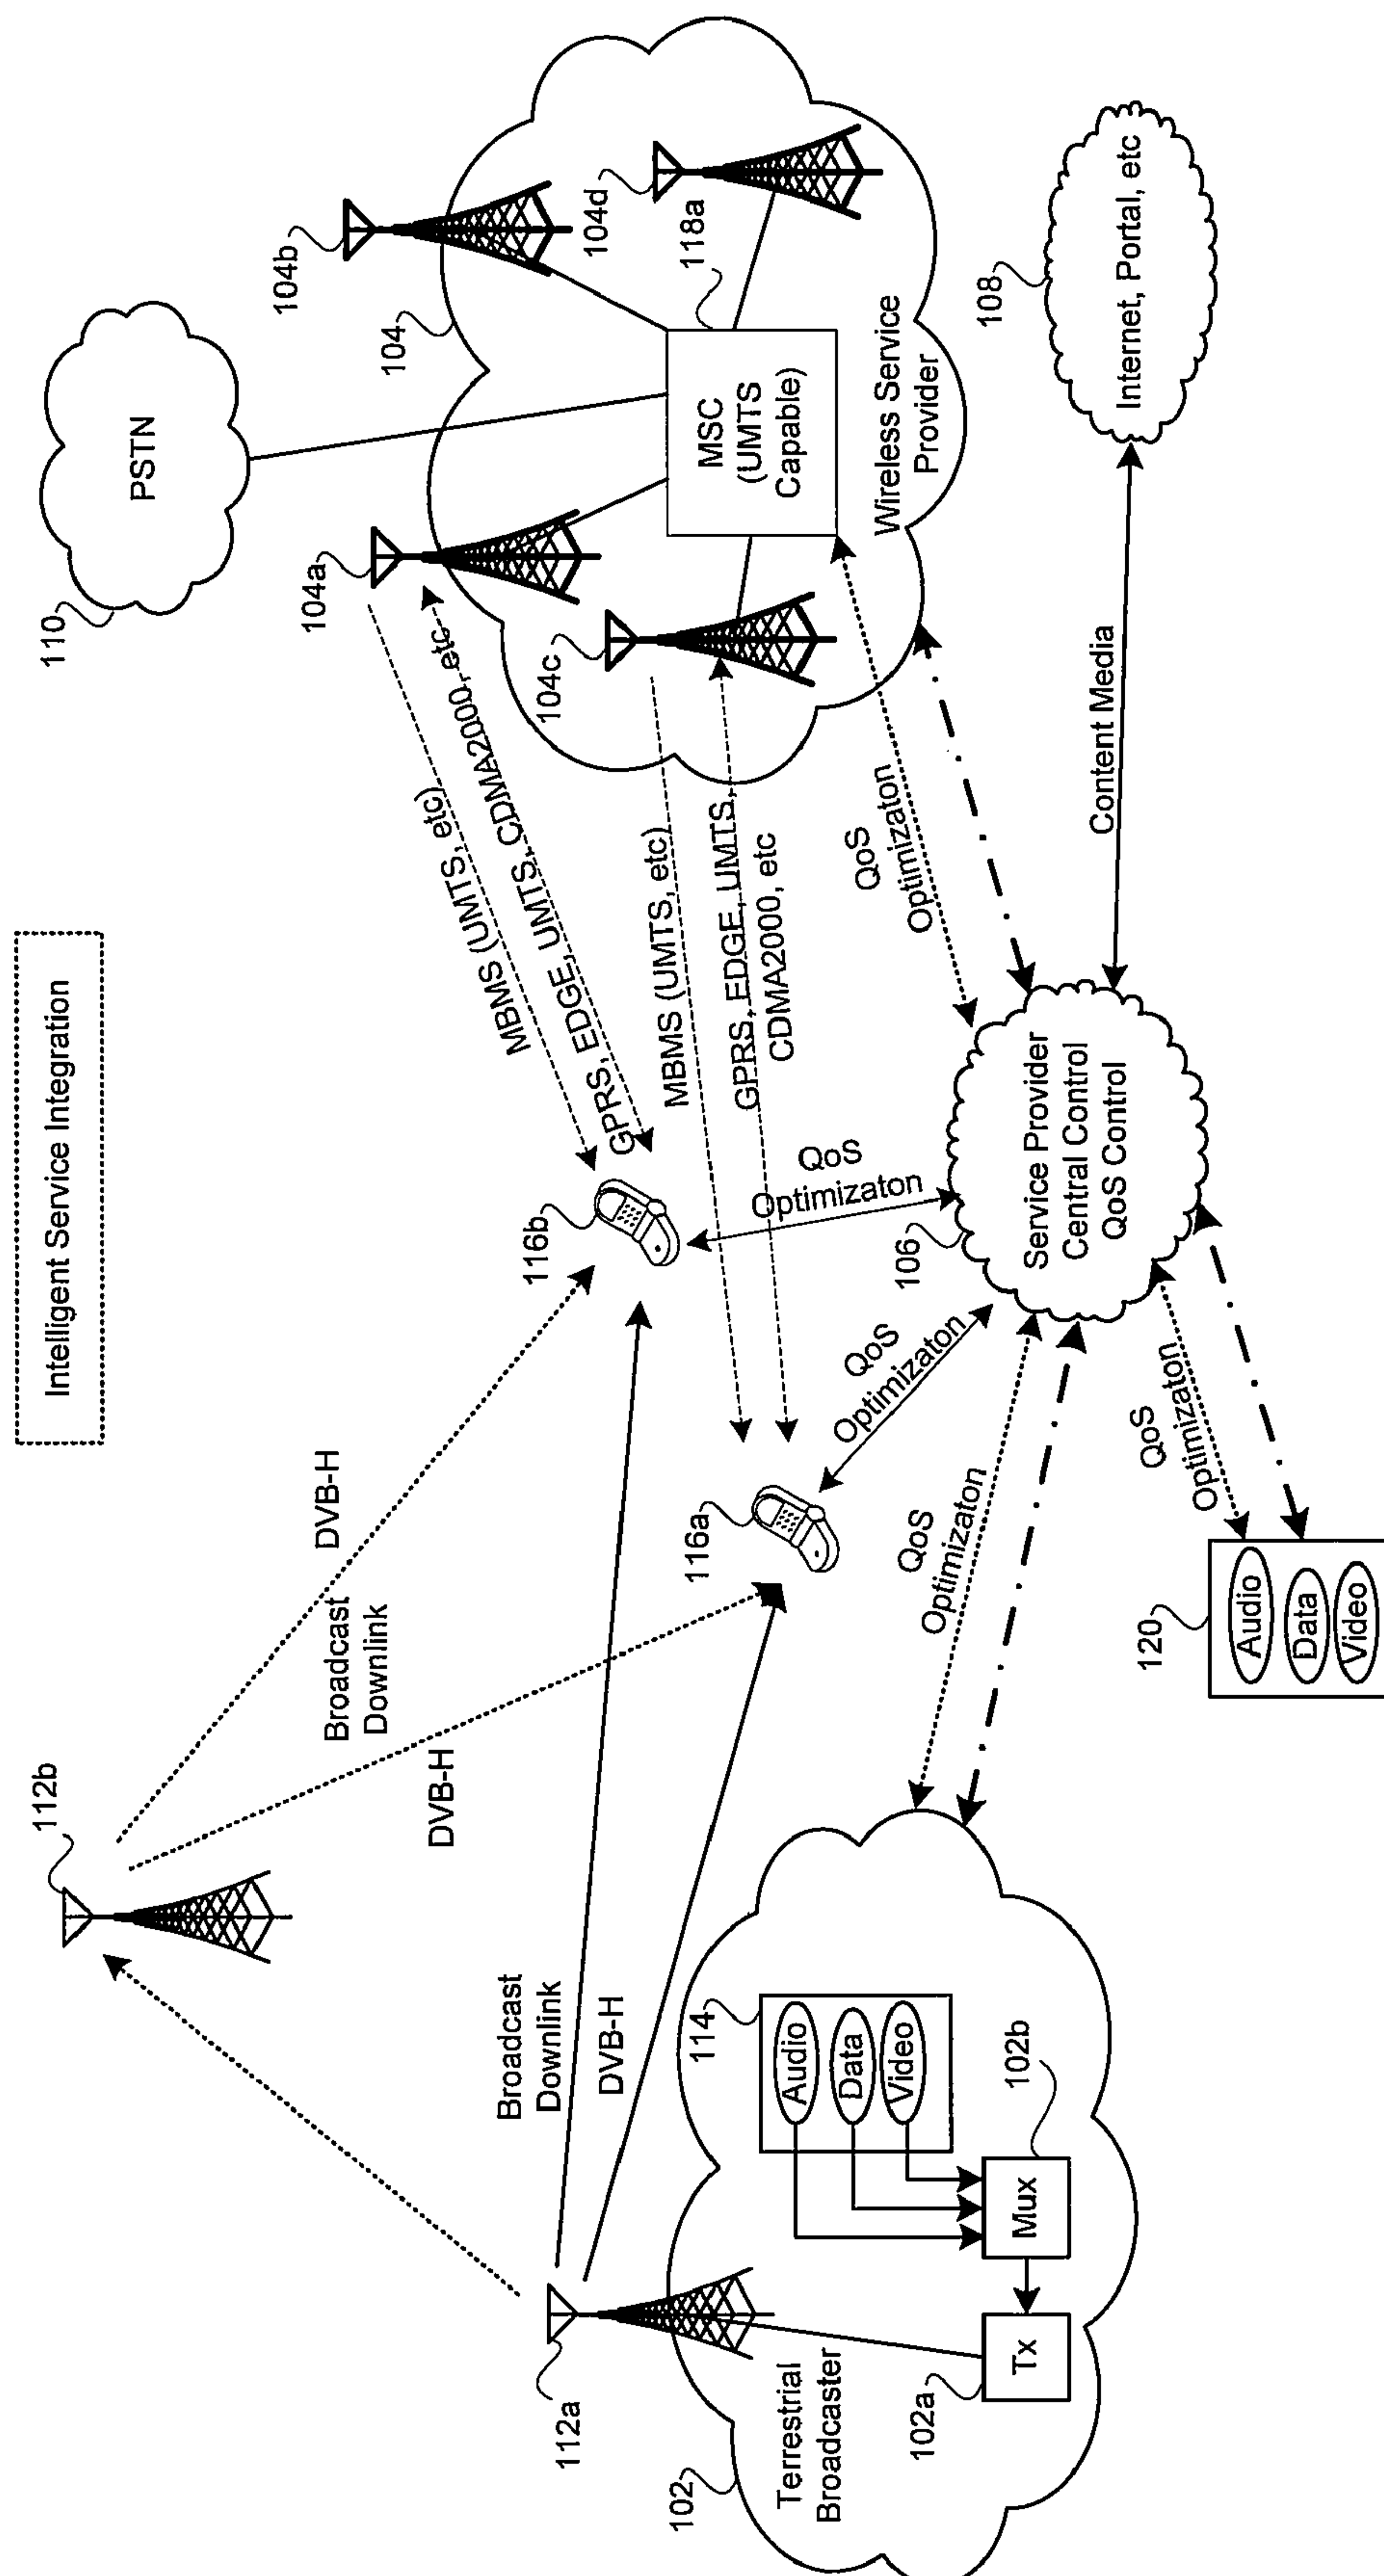 Intelligent Service Integration
112b
110
PSTN
DVB-H
Broadcast
Downlink
DVB-H
104b
104a
104
MBMS (UMTS, etc)
GPRS, EDGE, UMTS, CDMA2000, etc
116b
104c
104d
118a
MSC
(UMTS
Capable)
Wireless Service
Provider
Broadcast
Downlink
DVB-H
112a
116a
MBMS (UMTS, etc)
GPRS, EDGE, UMTS,
CDMA2000, etc
QoS
Optimizaton
QoS
Optimizaton
QoS
Optimizaton
102
Terrestrial
Broadcaster
114
Audio
Data
Video
102b
Mux
Tx
102a
QoS
Optimizaton
106
Service Provider
Central Control
QoS Control
108
Internet, Portal, etc
Content Media
QoS
Optimizaton
120
Audio
Data
Video